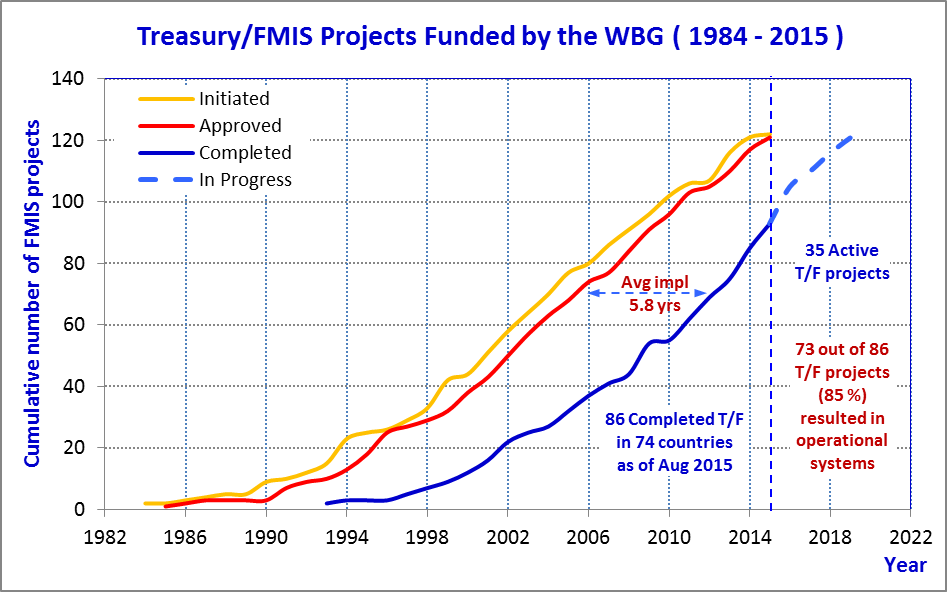 Treasury/FMIS Projects Funded by the WBG ( 1984 - 2015 )
Cumulative number of FMIS projects
140
120
100
80
60
40
20
0
Initiated
Approved
Completed
In Progress
Avg impl
5.8 yrs
35 Active
T/F projects
73 out of 86
T/F projects
(85 %)
resulted in
operational
systems
86 Completed T/F
in 74 countries
as of Aug 2015
1982 1986 1990 1994 1998 2002 2006 2010 2014 2018 2022
Year